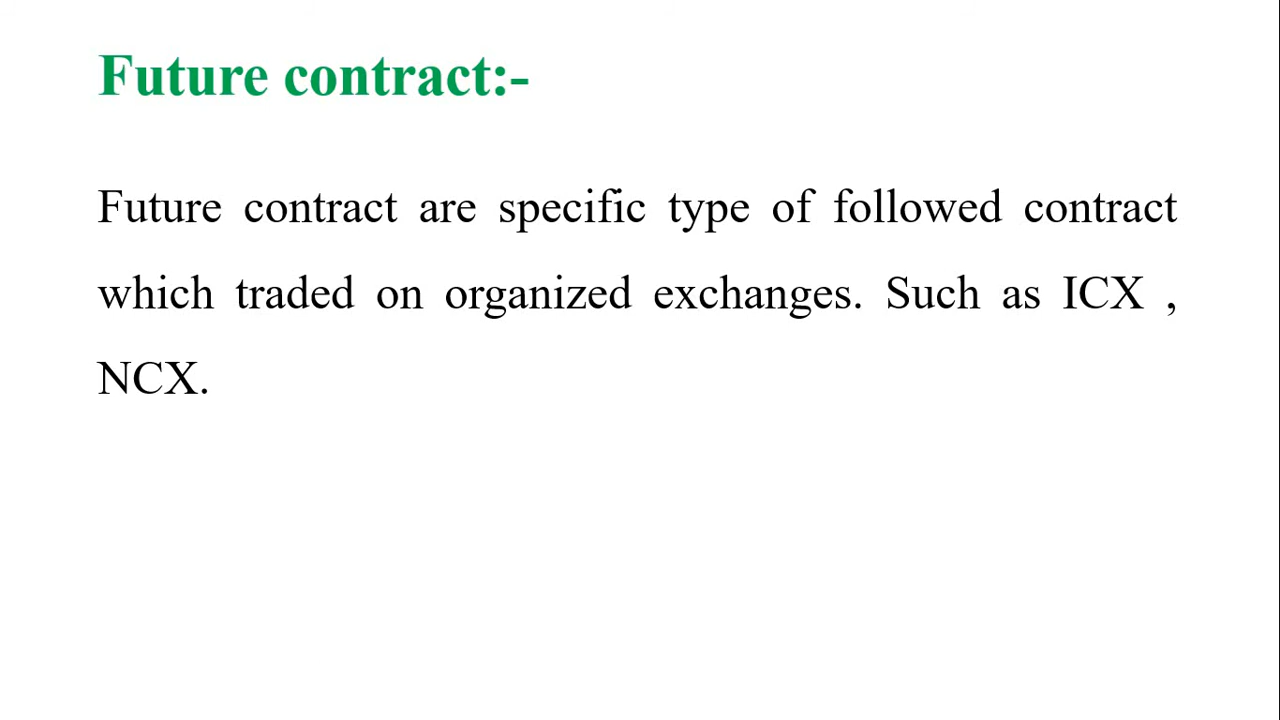 Future contract:-
Future contract are specific type of followed contract
which traded on organized exchanges. Such as ICX ,
NCX.